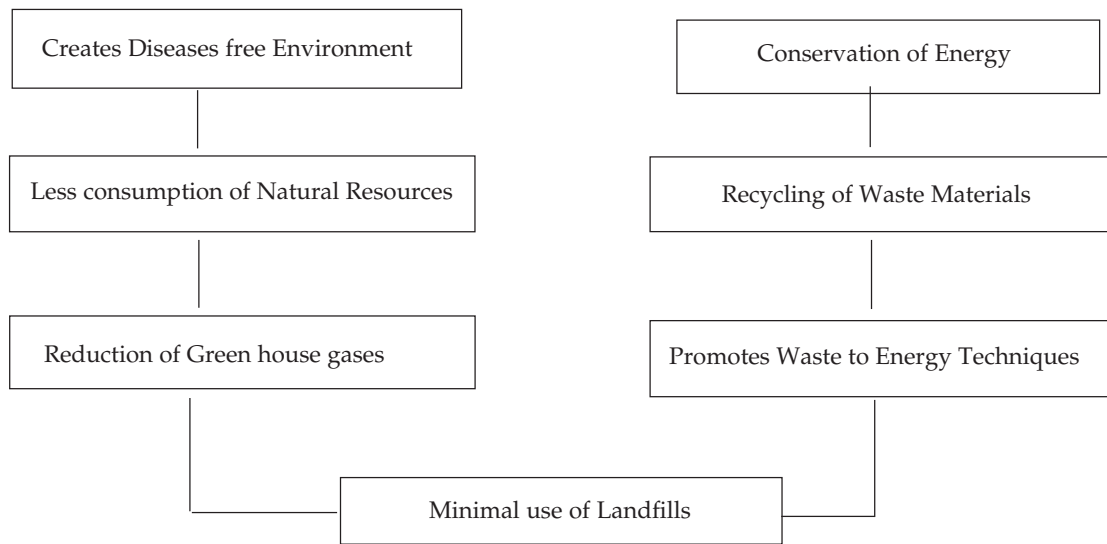 Creates Diseases free Environment
Conservation of Energy
Less consumption of Natural Resources
Recycling of Waste Materials
Reduction of Green house gases
Promotes Waste to Energy Techniques
Minimal use of Landfills